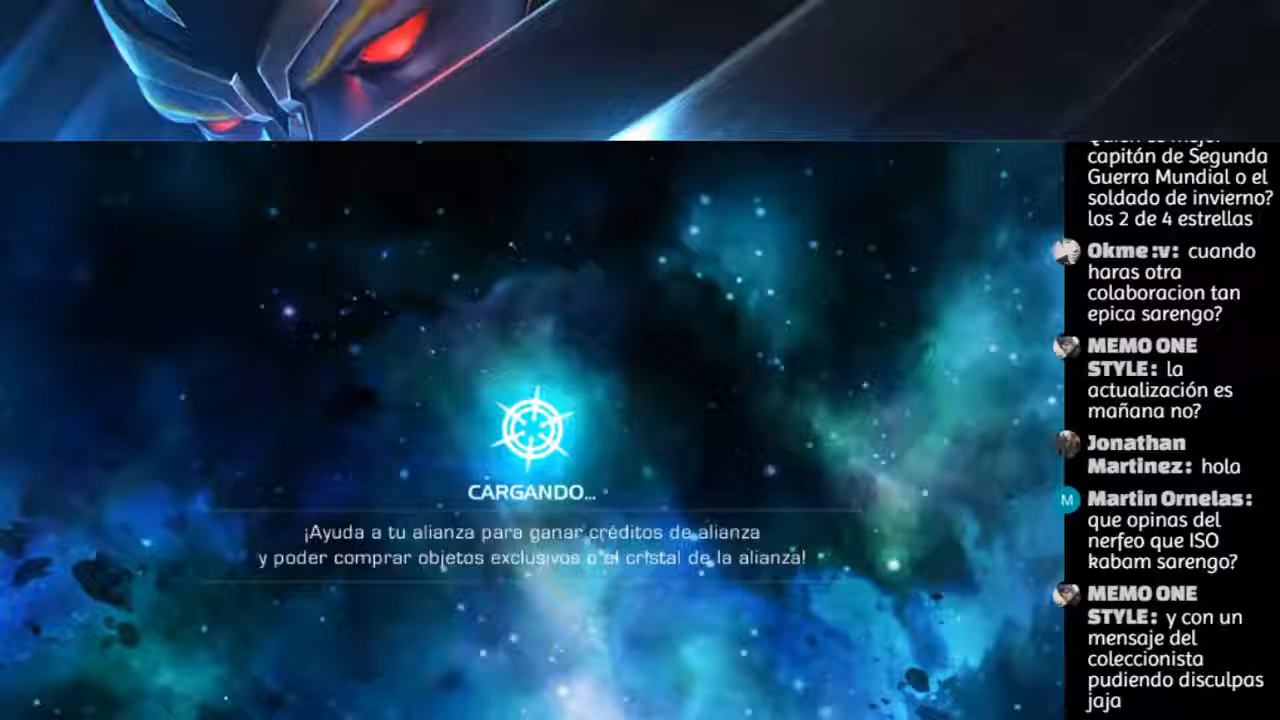 CARGANDO...
¡Ayuda a tu alianza para ganar créditos de alianza
y poder comprar objetos exclusivos o el cristal de la alianza!
capitán de Segunda
Guerra Mundial o el
soldado de invierno?
los 2 de 4 estrellas
Okme :v: cuando
haras otra
colaboracion tan
epica sarengo?
MEMO ONE
STYLE: la
actualización es
mañana no?
Jonathan
Martinez: hola
M
Martin Ornelas:
que opinas del
nerfeo que ISO
kabam sarengo?
MEMO ONE
STYLE: y con un
mensaje del
coleccionista
pudiendo disculpas
jaja